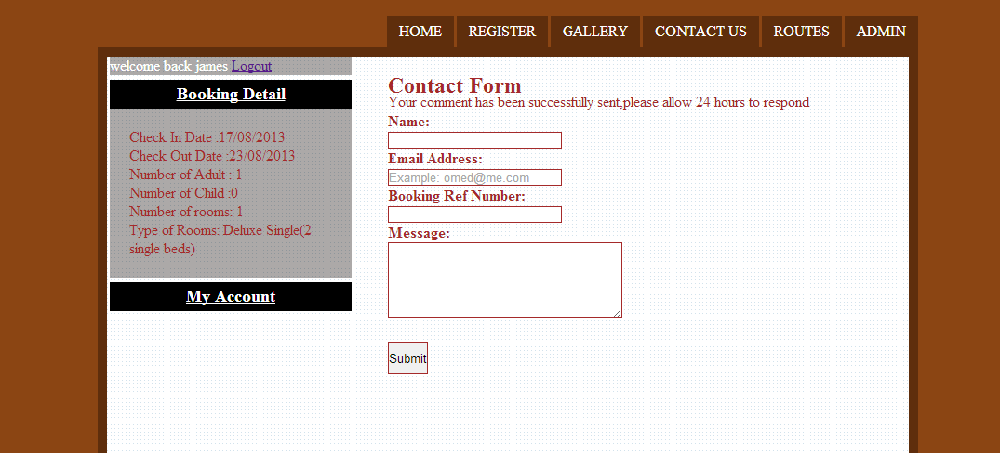 HOME REGISTER GALLERY CONTACT US ROUTES ADMIN
welcome back james Logout
Booking Detail
Check In Date :17/08/2013
Check Out Date :23/08/2013
Number of Adult : 1
Number of Child :0
Number of rooms: 1
Type of Rooms: Deluxe Single(2
single beds)
My Account
Contact Form
Your comment has been successfully sent,please allow 24 hours to respond
Name:
Email Address:
Example: omed@me.com
Booking Ref Number:
Message:
Submit